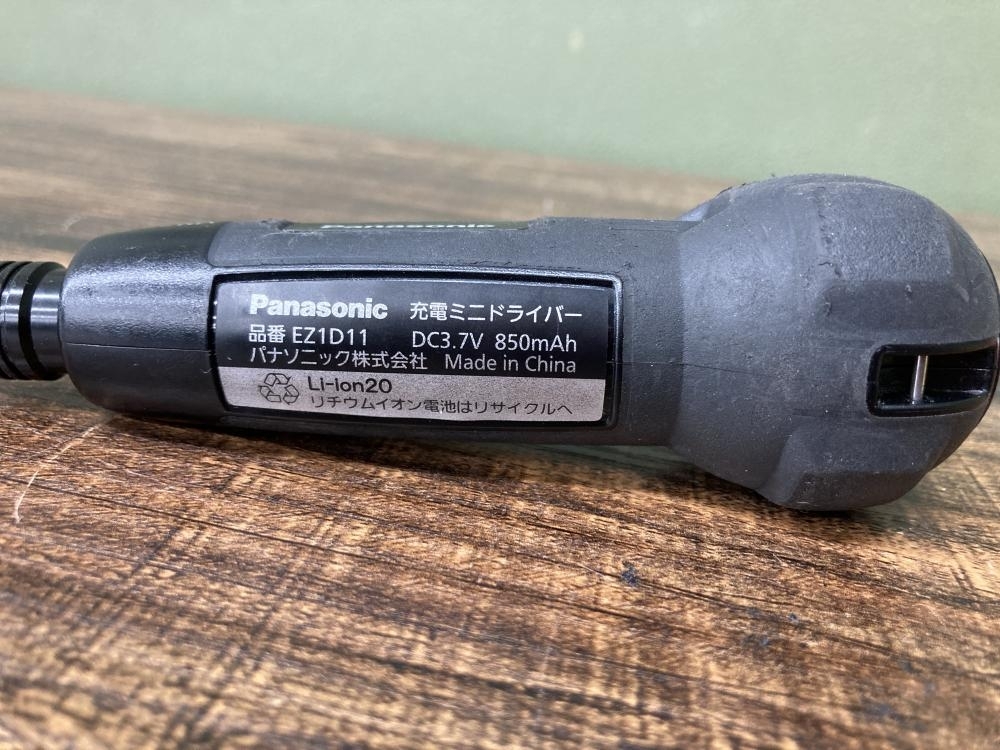 Panasonic
Panasonic 充電ミニドライバー
品番 EZ1D11 DC3.7V 850mAh
パナソニック株式会社 Made in China
Li-ion20
リチウムイオン電池はリサイクルへ